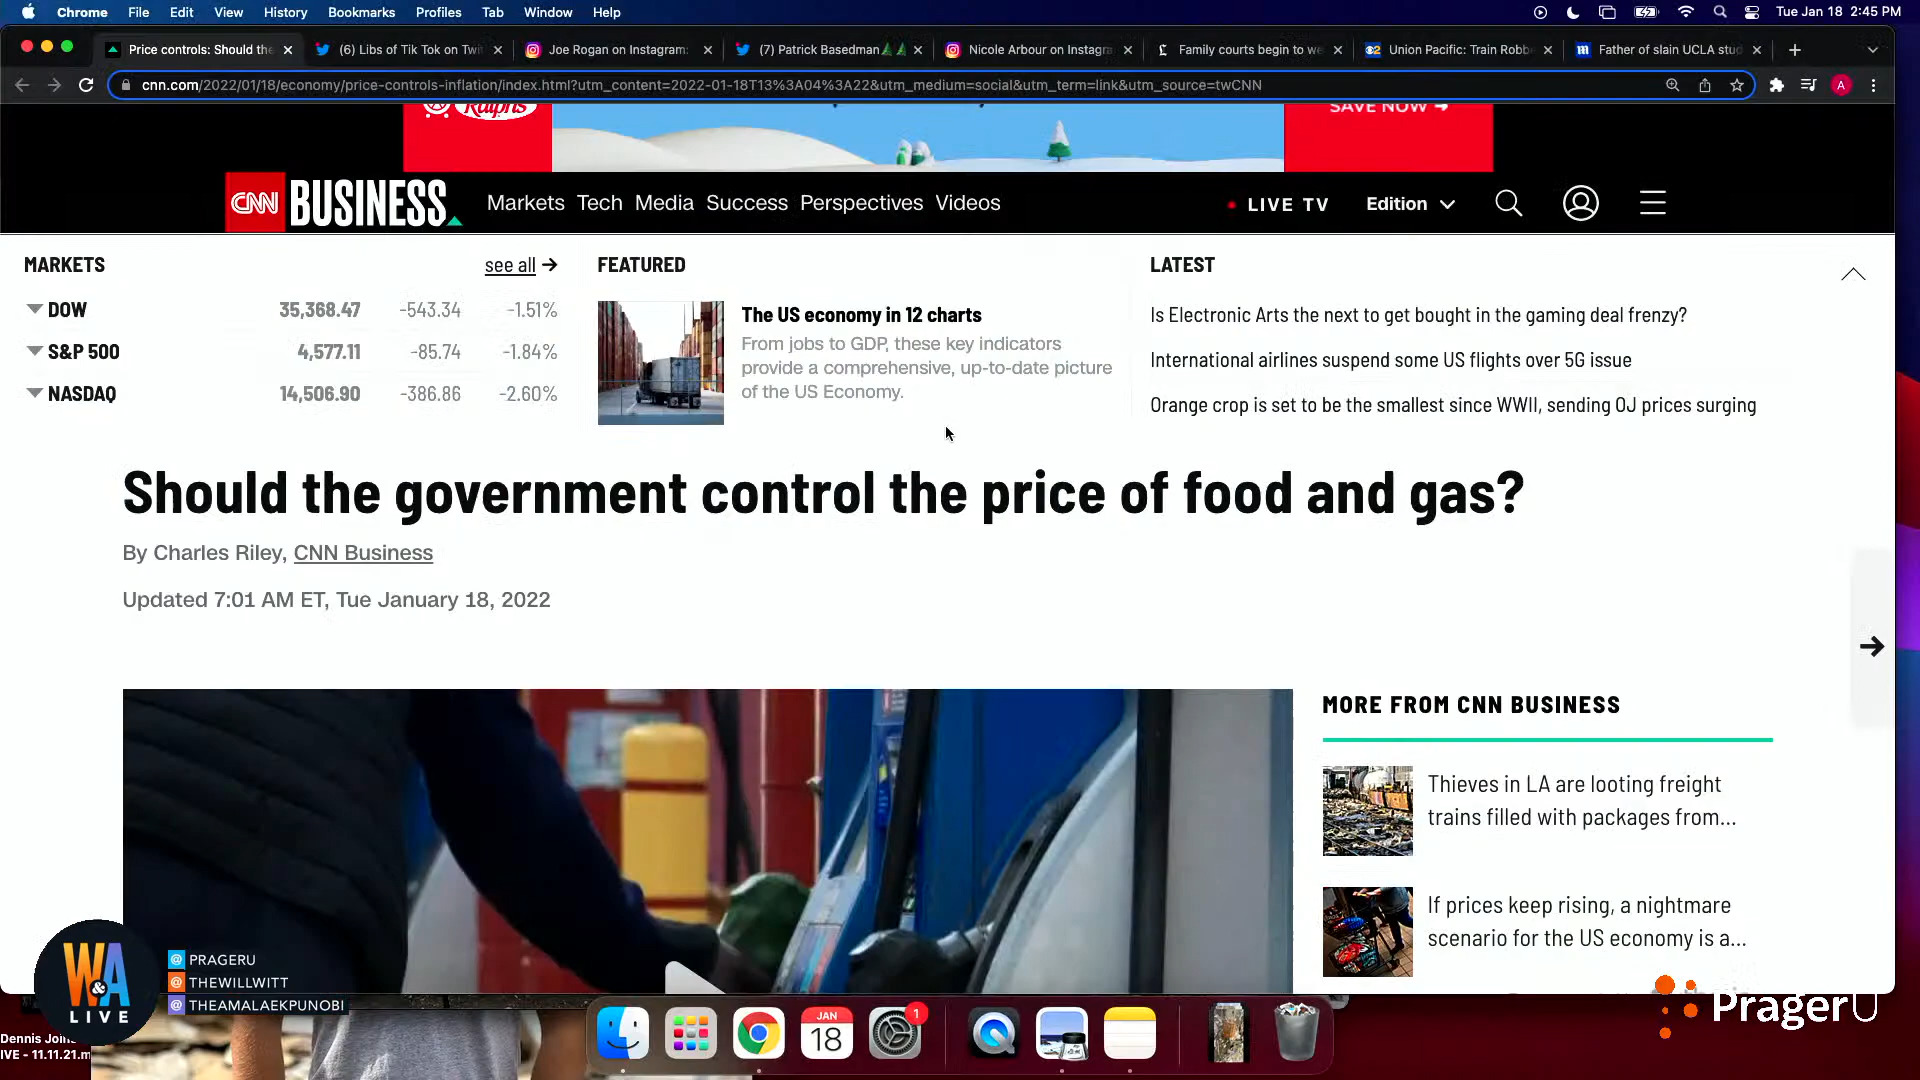 Chrome File Edit View History Bookmarks Profiles Tab Window Help
Tue Jan 18 2:45 PM
Price controls: Should the
(6) Libs of Tik Tok on Twit
Joe Rogan on Instagram:
(7) Patrick Basedman
Nicole Arbour on Instagra
Family courts begin to we
Union Pacific: Train Robb
Father of slain UCLA stud
cnn.com/2022/01/18/economy/price-controls-inflation/index.html?utm_content=2022-01-18T13%3A04%3A22&utm_medium=social&utm_term=link&utm_source=twCNN
A
Ralphs
SAVE NOW
CNN BUSINESS
Markets Tech Media Success Perspectives Videos
LIVE TV
Edition
MARKETS
see all
DOW 35,368.47 -543.34 -1.51%
S&P 500 4,577.11 -85.74 -1.84%
NASDAQ 14,506.90 -386.86 -2.60%
FEATURED
The US economy in 12 charts
From jobs to GDP, these key indicators
provide a comprehensive, up-to-date picture
of the US Economy.
LATEST
Is Electronic Arts the next to get bought in the gaming deal frenzy?
International airlines suspend some US flights over 5G issue
Orange crop is set to be the smallest since WWII, sending OJ prices surging
Should the government control the price of food and gas?
By Charles Riley, CNN Business
Updated 7:01 AM ET, Tue January 18, 2022
MORE FROM CNN BUSINESS
Thieves in LA are looting freight
trains filled with packages from...
If prices keep rising, a nightmare
scenario for the US economy is a...
W&A
LIVE
@ PRAGERU
@ THEWILLWITT
@ THEAMALAEKPUNOBI
Dennis Join
IVE - 11.11.21.m
JAN
18
1
PragerU